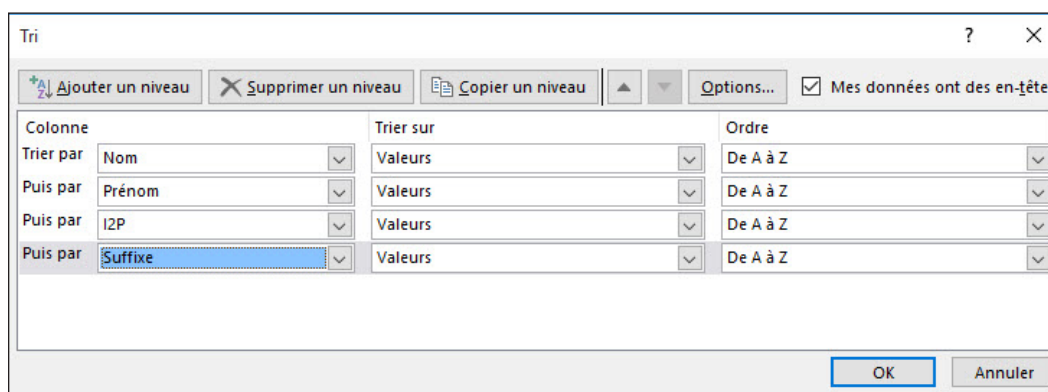 Tri ?
Ajouter un niveau Supprimer un niveau Copier un niveau Options... Mes données ont des en-tête
Colonne Trier sur Ordre
Trier par Nom Valeurs De A à Z
Puis par Prénom Valeurs De A à Z
Puis par I2P Valeurs De A à Z
Puis par Suffixe Valeurs De A à Z
OK Annuler